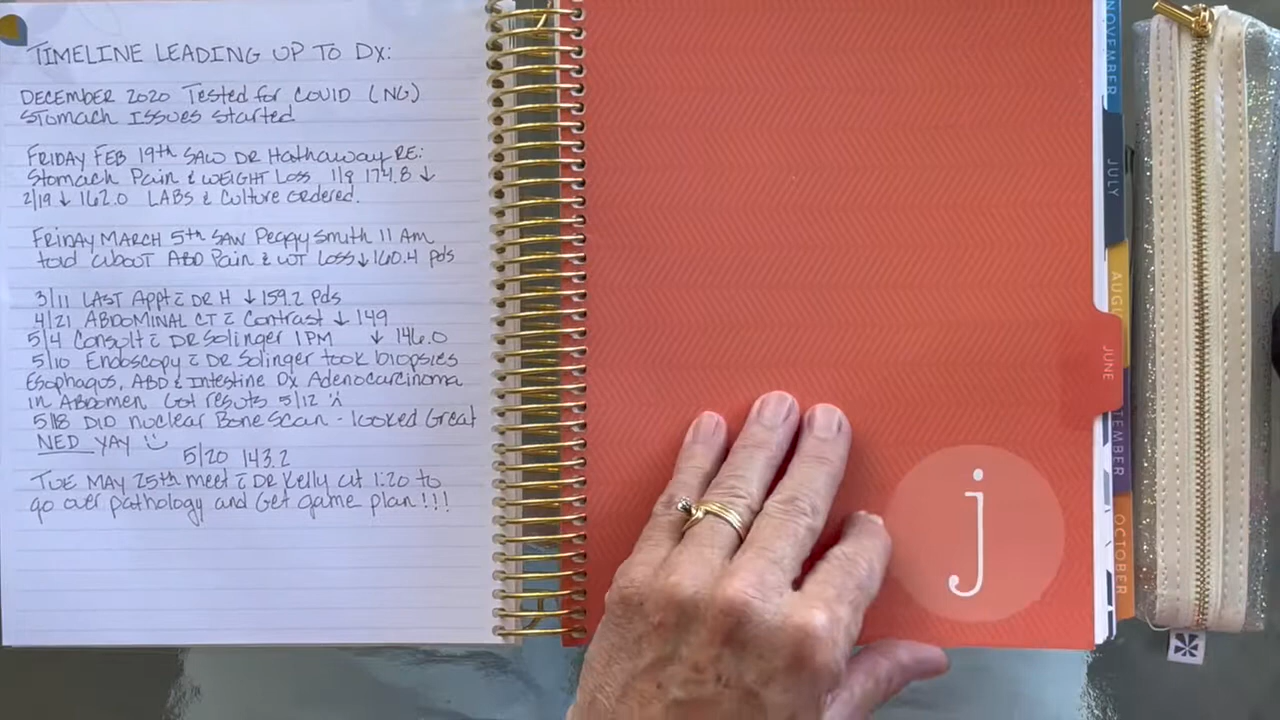 TIMELINE LEADING UP TO DX:
DECEMBER 2020 Tested for COVID (NG)
Stomach Issues started
FRIDAY FEB 19th SAW DR Hathaway RE:
Stomach Pain & WEIGHT Loss 1/9 174.8 ↓
2/19 ↓ 162.0 LABS & Culture ordered.
FRIDAY MARCH 5th SAW Peggy Smith 11 Am
told about ABD Pain & WT Loss ↓ 160.4 pds
3/11 LAST Appt c̄ DR H ↓ 159.2 pds
4/21 ABDOMINAL CT c̄ Contrast ↓ 149
5/4 Consult c̄ DR Solinger 1 PM ↓ 146.0
5/10 Endoscopy c̄ DR Solinger took biopsies
Esophagus, ABD & Intestine Dx Adenocarcinoma
in Abdomen. Got results 5/12
5/18 DID nuclear Bone Scan - looked Great
NED YAY
5/20 143.2
TUE MAY 25th meet c̄ DR Kelly at 1:20 to
go over pathology and Get game plan!!!
NOVEMBER
JULY
AUGU
JUNE
TEMBER
OCTOBER
j